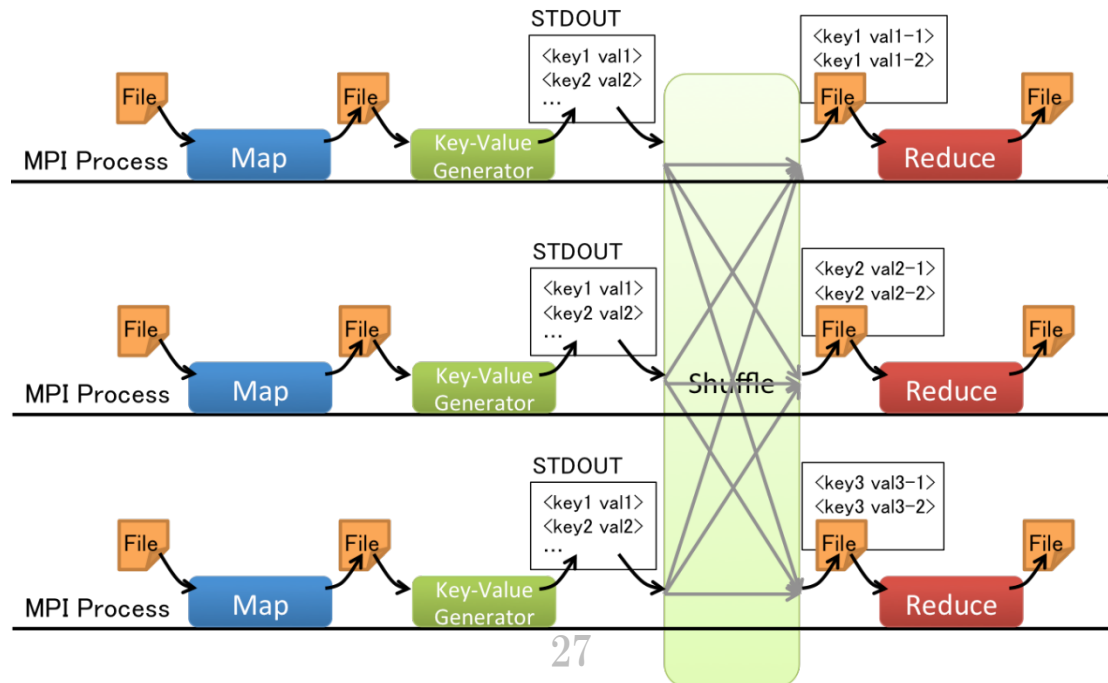 STDOUT
<key1 val1>
<key2 val2>
...
<key1 val1-1>
<key1 val1-2>
File
File
File
File
MPI Process
Map
Key-Value
Generator
Reduce
STDOUT
<key1 val1>
<key2 val2>
...
<key2 val2-1>
<key2 val2-2>
File
File
File
File
MPI Process
Map
Key-Value
Generator
Shuffle
Reduce
STDOUT
<key1 val1>
<key2 val2>
...
<key3 val3-1>
<key3 val3-2>
File
File
File
File
MPI Process
Map
Key-Value
Generator
Reduce
27